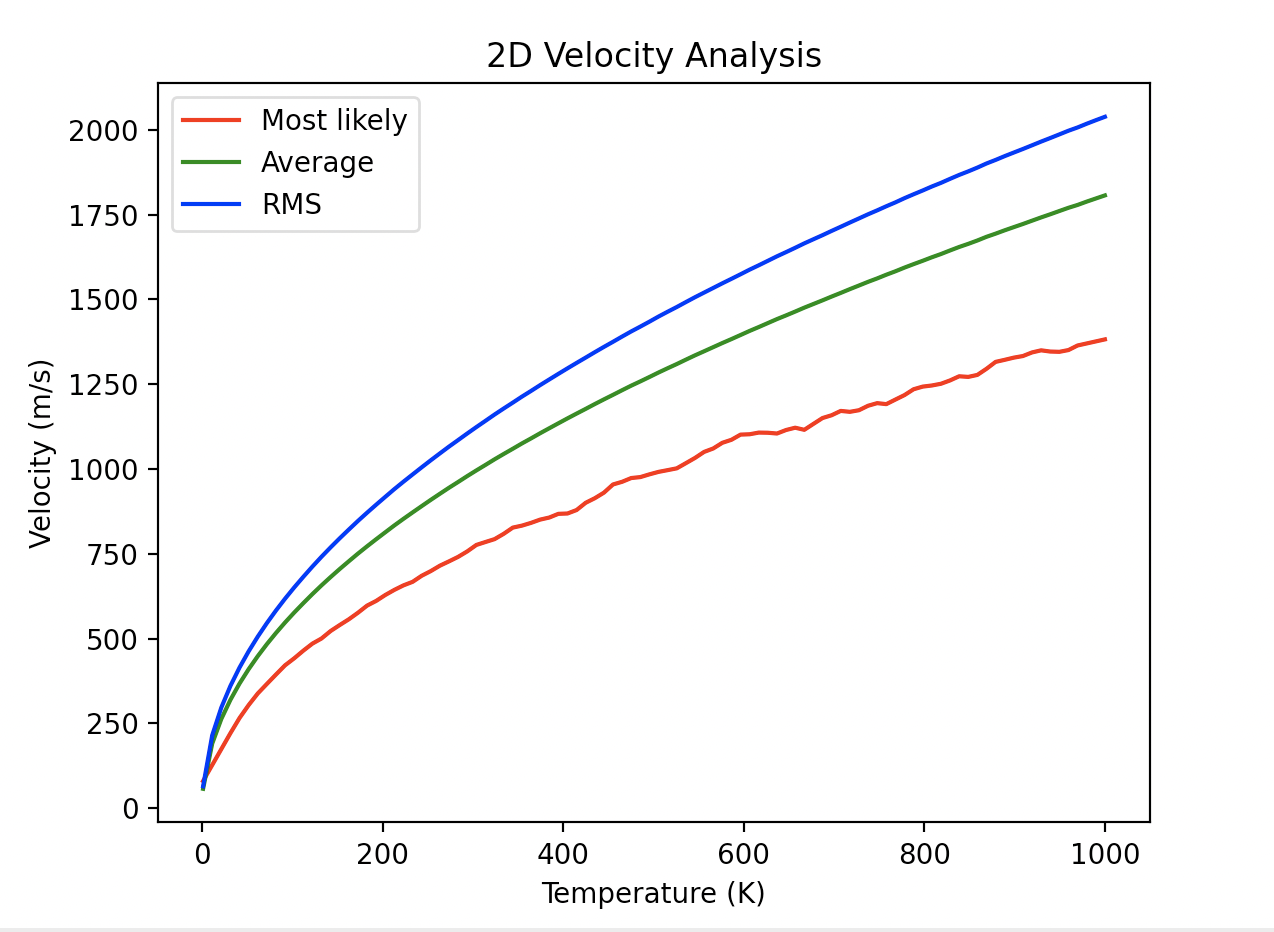 2D Velocity Analysis
Most likely
Average
RMS
2000
1750
1500
1250
1000
750
500
250
0
Velocity (m/s)
0 200 400 600 800 1000
Temperature (K)